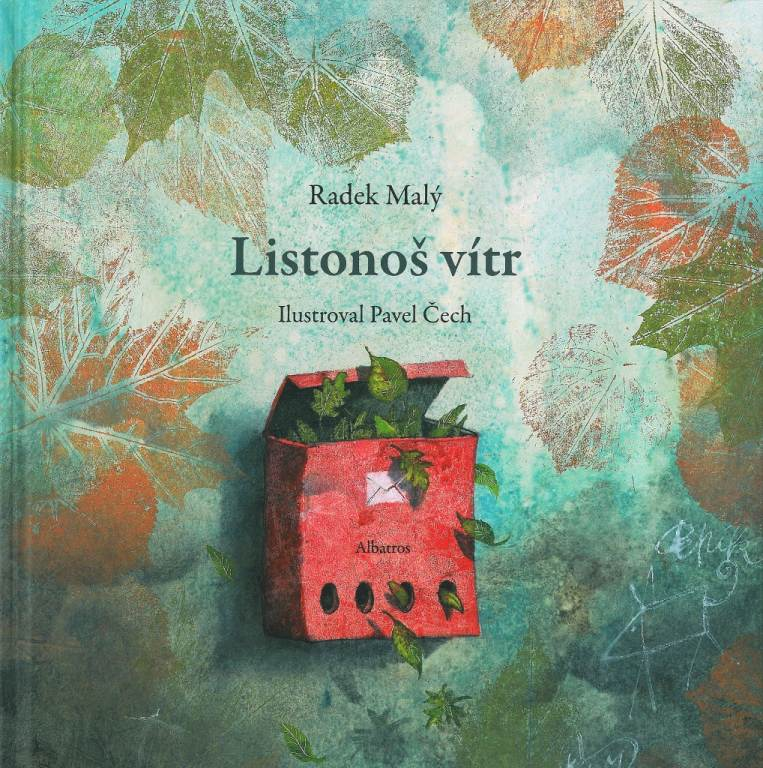 Radek Malý
Listonoš vítr
Ilustroval Pavel Čech
Albatros